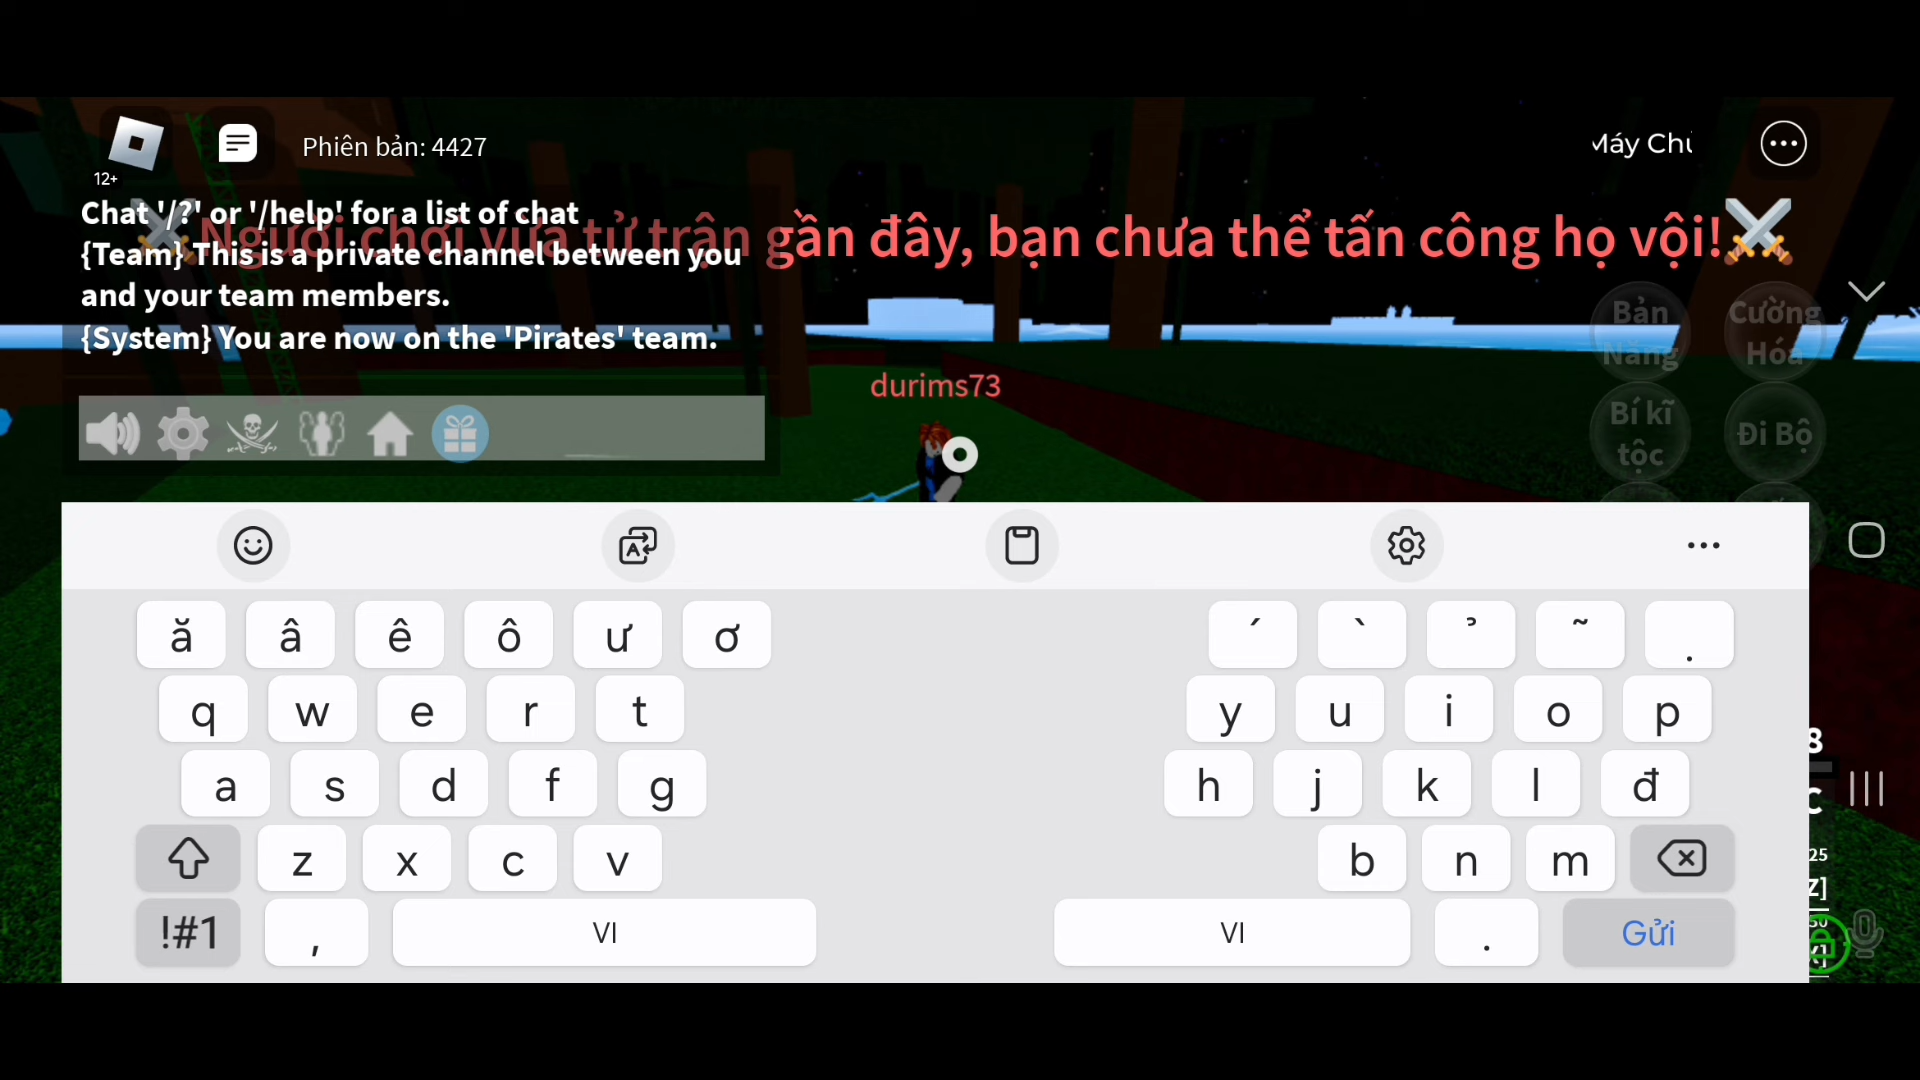 Phiên bản: 4427
Máy Chủ
12+
Chat '/?' or '/help' for a list of chat
Người chơi vừa tử trận gần đây, bạn chưa thể tấn công họ vội!
{Team} This is a private channel between you
and your team members.
{System} You are now on the 'Pirates' team.
Bản
Năng
Cường
Hóa
durims73
Bí kĩ
tộc
Đi Bộ
ă â ê ô ư ơ ´ ` ̉ ~ .
q w e r t y u i o p
a s d f g h j k l đ
z x c v b n m
!#1 , VI VI . Gửi
8
C
25
Z]
50
X]